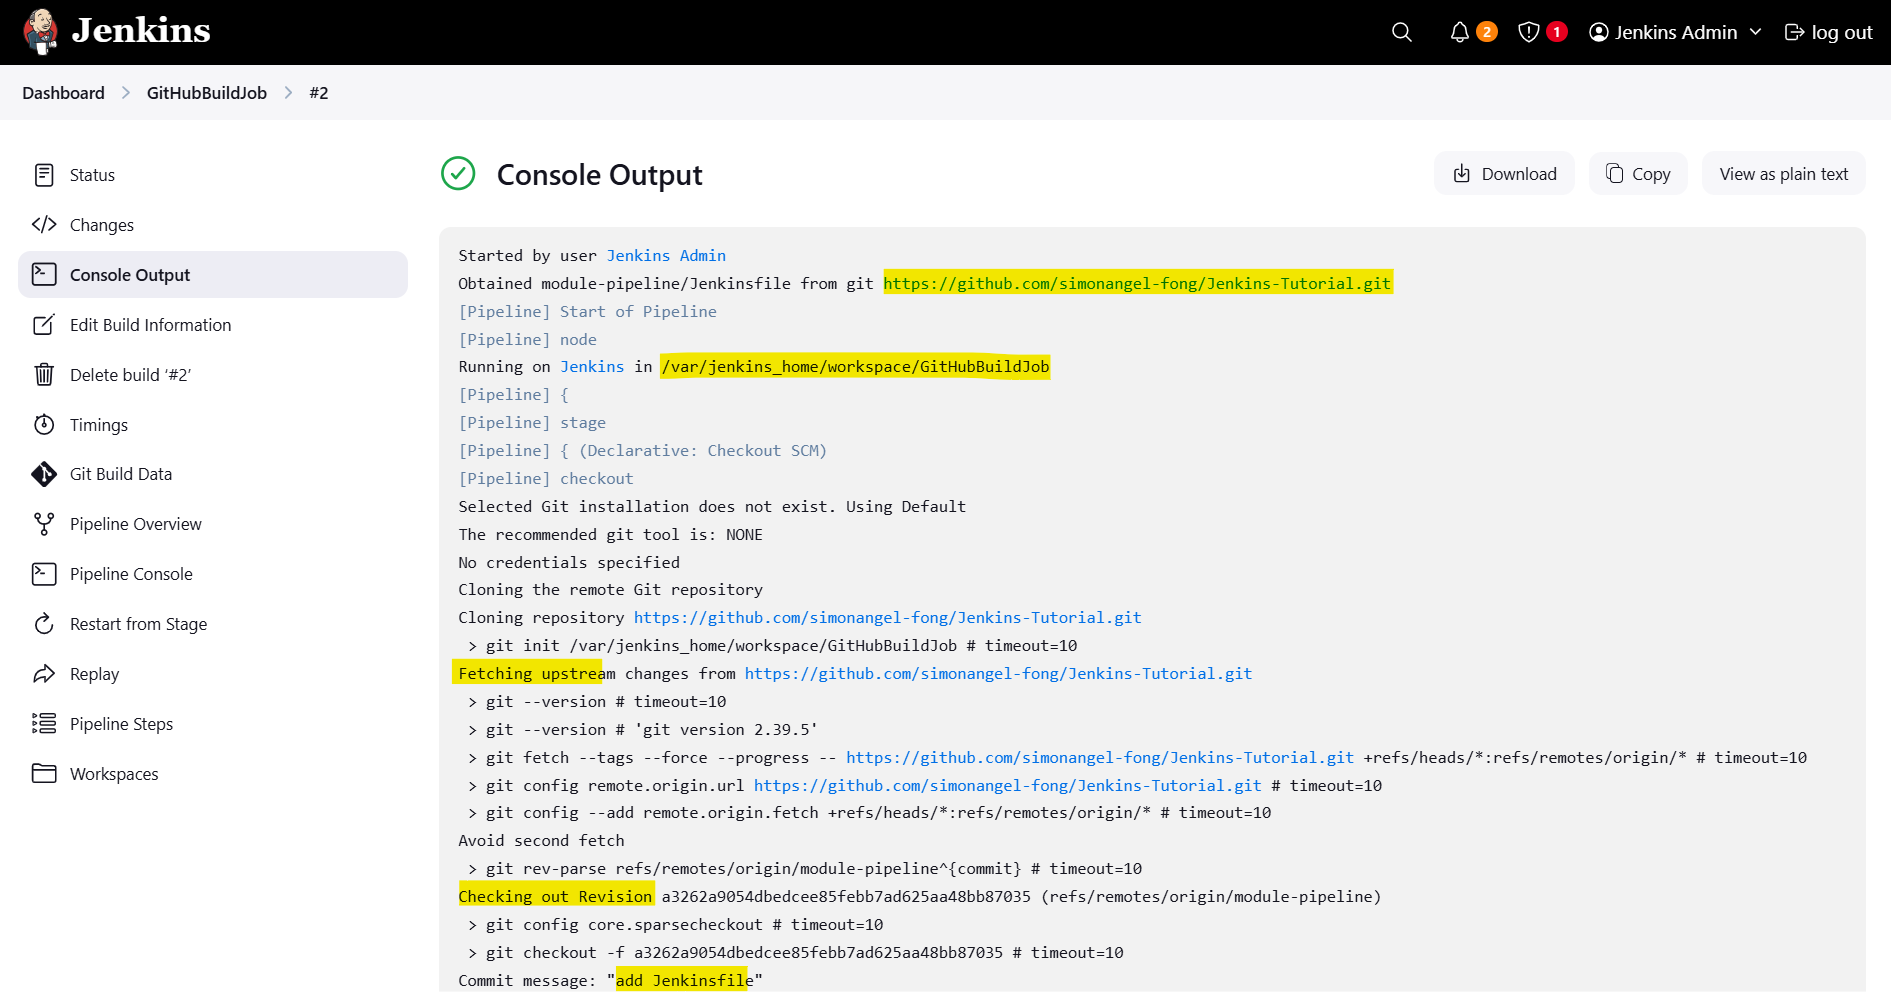 Jenkins
2
1
Jenkins Admin
log out
Dashboard
GitHubBuildJob
#2
Status
Changes
Console Output
Edit Build Information
Delete build ‘#2’
Timings
Git Build Data
Pipeline Overview
Pipeline Console
Restart from Stage
Replay
Pipeline Steps
Workspaces
Console Output
Download
Copy
View as plain text
Started by user Jenkins Admin
Obtained module-pipeline/Jenkinsfile from git https://github.com/simonangel-fong/Jenkins-Tutorial.git
[Pipeline] Start of Pipeline
[Pipeline] node
Running on Jenkins in /var/jenkins_home/workspace/GitHubBuildJob
[Pipeline] {
[Pipeline] stage
[Pipeline] { (Declarative: Checkout SCM)
[Pipeline] checkout
Selected Git installation does not exist. Using Default
The recommended git tool is: NONE
No credentials specified
Cloning the remote Git repository
Cloning repository https://github.com/simonangel-fong/Jenkins-Tutorial.git
> git init /var/jenkins_home/workspace/GitHubBuildJob # timeout=10
Fetching upstream changes from https://github.com/simonangel-fong/Jenkins-Tutorial.git
> git --version # timeout=10
> git --version # 'git version 2.39.5'
> git fetch --tags --force --progress -- https://github.com/simonangel-fong/Jenkins-Tutorial.git +refs/heads/*:refs/remotes/origin/* # timeout=10
> git config remote.origin.url https://github.com/simonangel-fong/Jenkins-Tutorial.git # timeout=10
> git config --add remote.origin.fetch +refs/heads/*:refs/remotes/origin/* # timeout=10
Avoid second fetch
> git rev-parse refs/remotes/origin/module-pipeline^{commit} # timeout=10
Checking out Revision a3262a9054dbedcee85febb7ad625aa48bb87035 (refs/remotes/origin/module-pipeline)
> git config core.sparsecheckout # timeout=10
> git checkout -f a3262a9054dbedcee85febb7ad625aa48bb87035 # timeout=10
Commit message: "add Jenkinsfile"